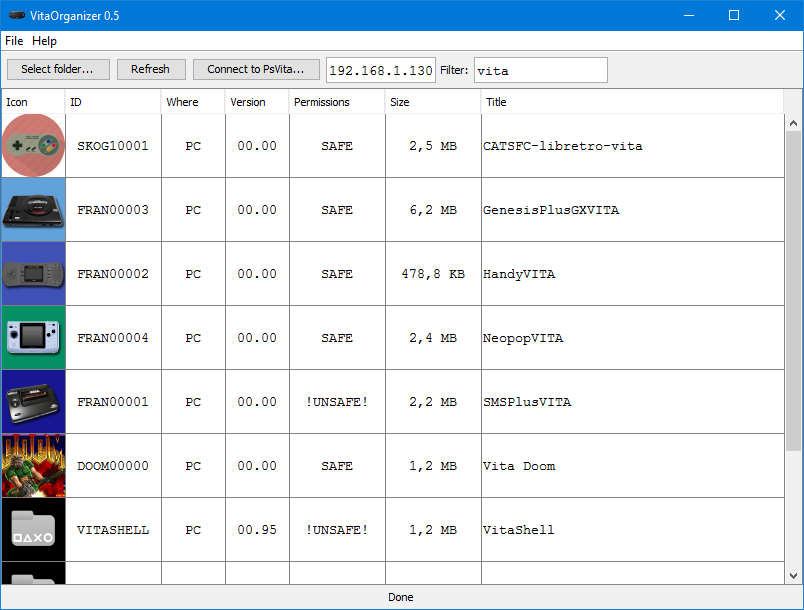 VitaOrganizer 0.5
File Help
Select folder... Refresh Connect to PsVita... 192.168.1.130 Filter: vita
Icon ID Where Version Permissions Size Title
SKOG10001 PC 00.00 SAFE 2,5 MB CATSFC-libretro-vita
FRAN00003 PC 00.00 SAFE 6,2 MB GenesisPlusGXVITA
FRAN00002 PC 00.00 SAFE 478,8 KB HandyVITA
FRAN00004 PC 00.00 SAFE 2,4 MB NeopopVITA
FRAN00001 PC 00.00 !UNSAFE! 2,2 MB SMSPlusVITA
DOOM00000 PC 00.00 SAFE 1,2 MB Vita Doom
VITASHELL PC 00.95 !UNSAFE! 1,2 MB VitaShell
Done